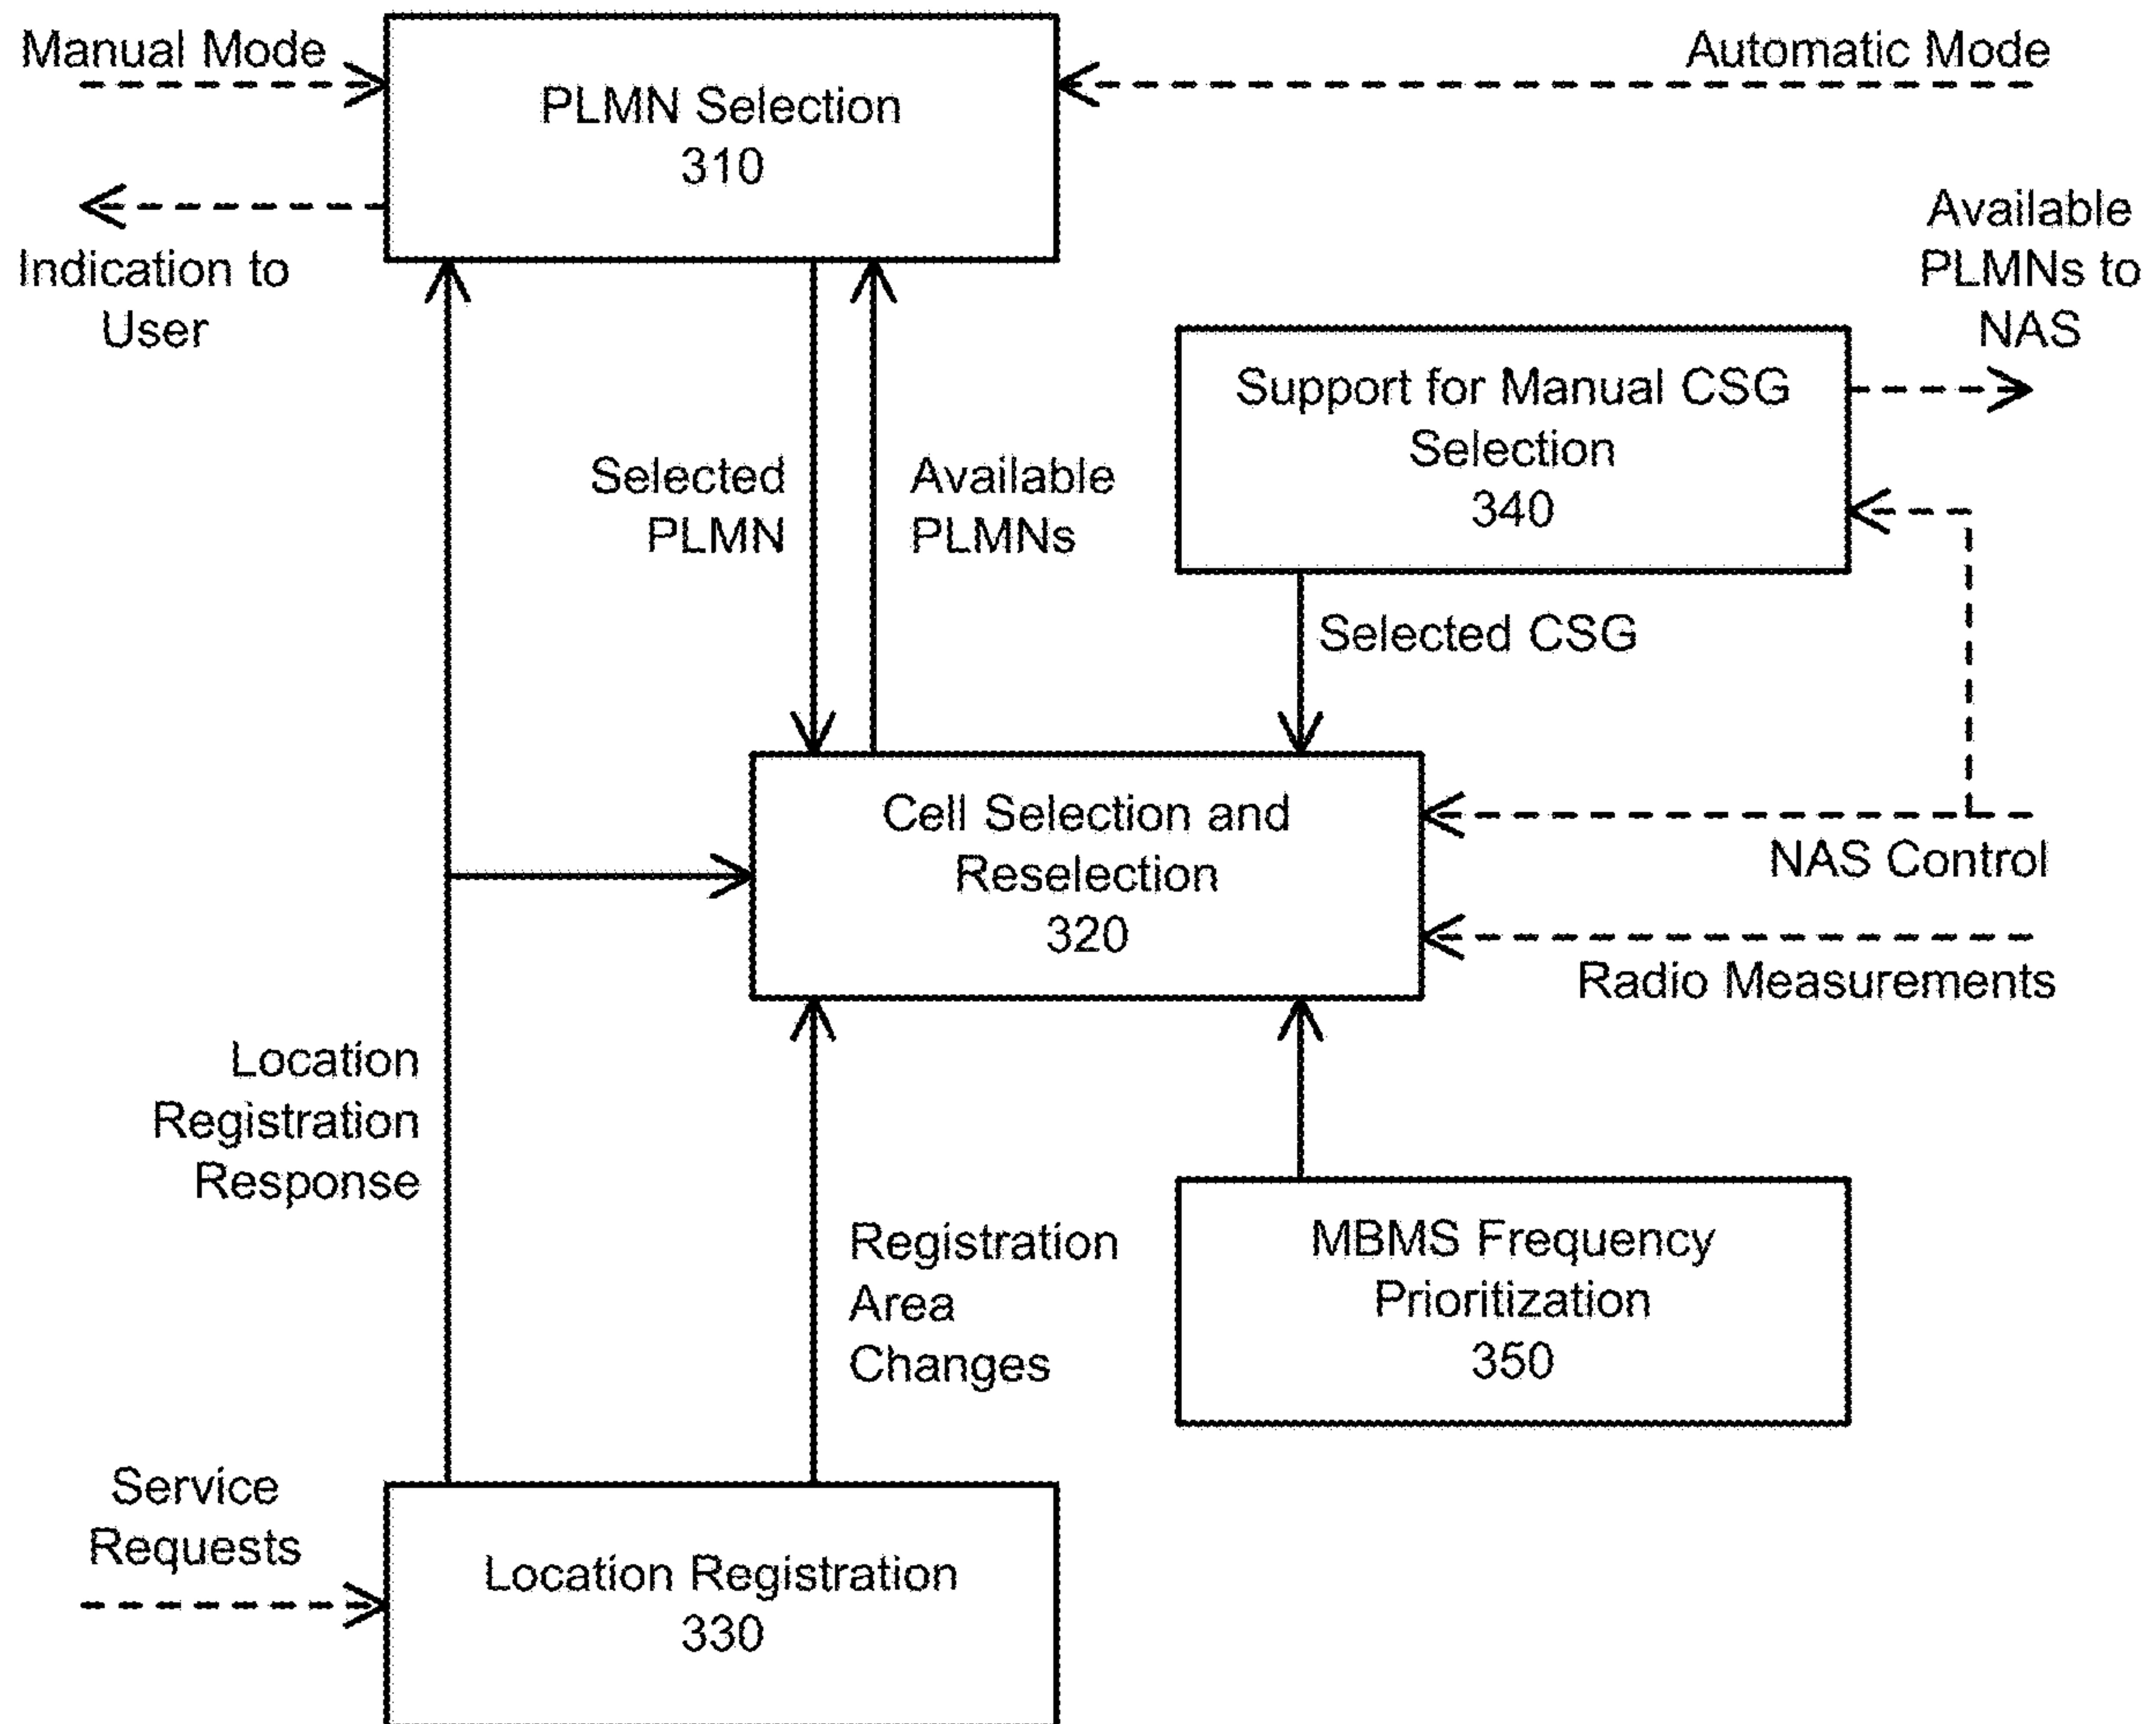 Manual Mode
Automatic Mode
PLMN Selection
310
Indication to
User
Available
PLMNs to
NAS
Support for Manual CSG
Selection
340
Selected
PLMN
Available
PLMNs
Selected CSG
Cell Selection and
Reselection
320
NAS Control
Radio Measurements
Location
Registration
Response
Registration
Area
Changes
MBMS Frequency
Prioritization
350
Service
Requests
Location Registration
330